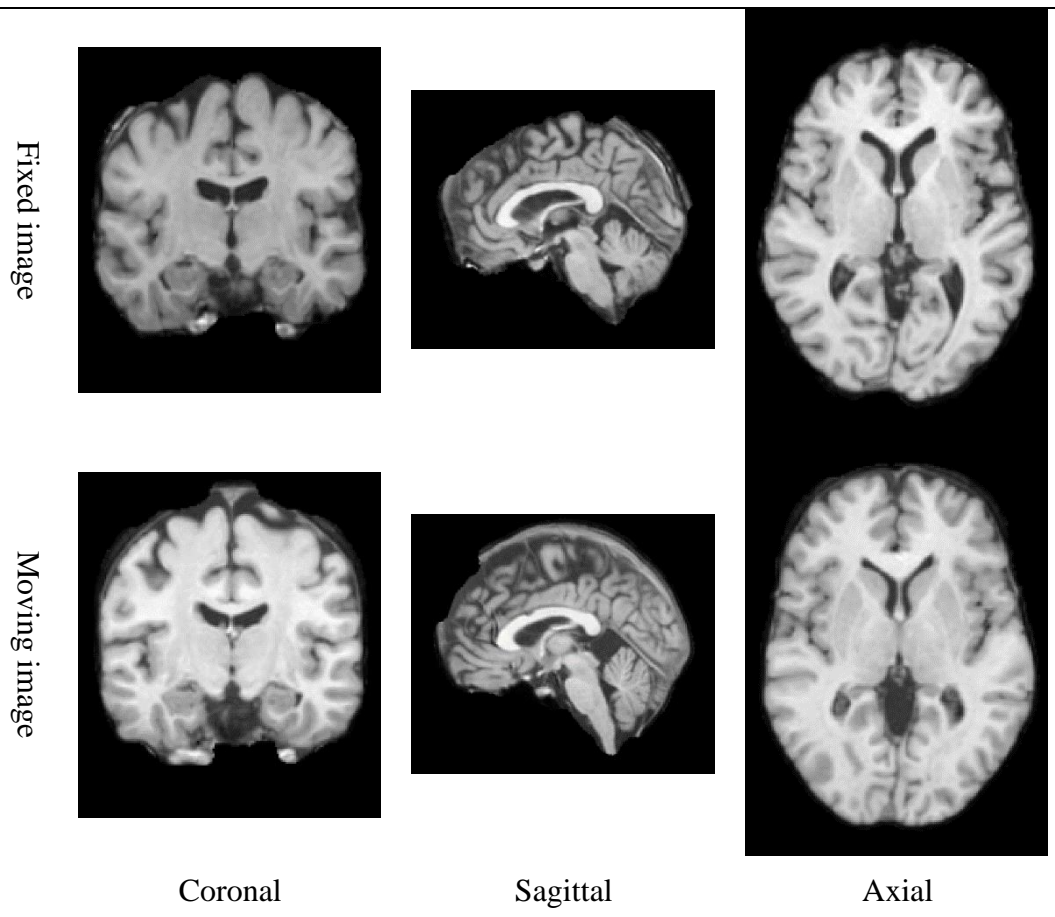 Fixed image
Moving image
Coronal
Sagittal
Axial